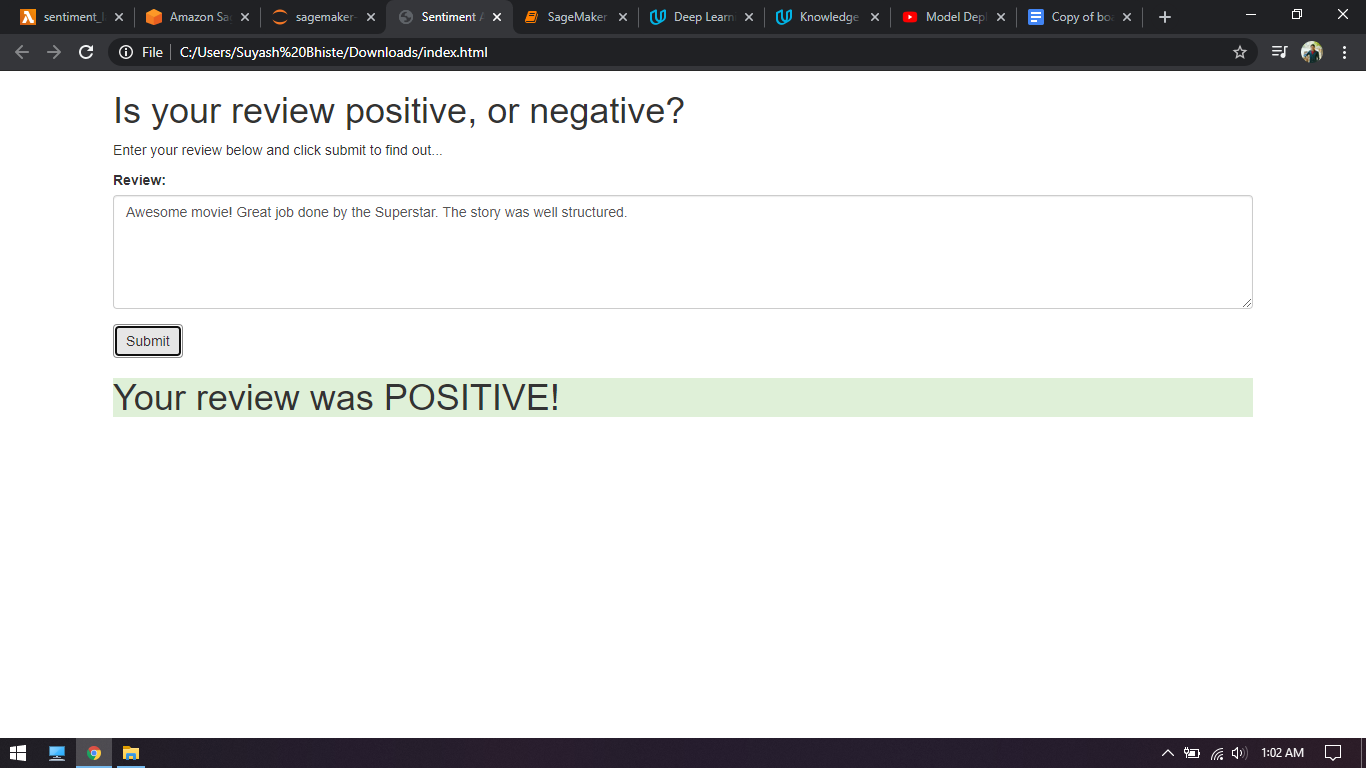 sentiment_l
Amazon Sag
sagemaker-
Sentiment A
SageMaker
Deep Learn
Knowledge
Model Depl
Copy of boa
File
C:/Users/Suyash%20Bhiste/Downloads/index.html
Is your review positive, or negative?
Enter your review below and click submit to find out...
Review:
Awesome movie! Great job done by the Superstar. The story was well structured.
Submit
Your review was POSITIVE!
1:02 AM